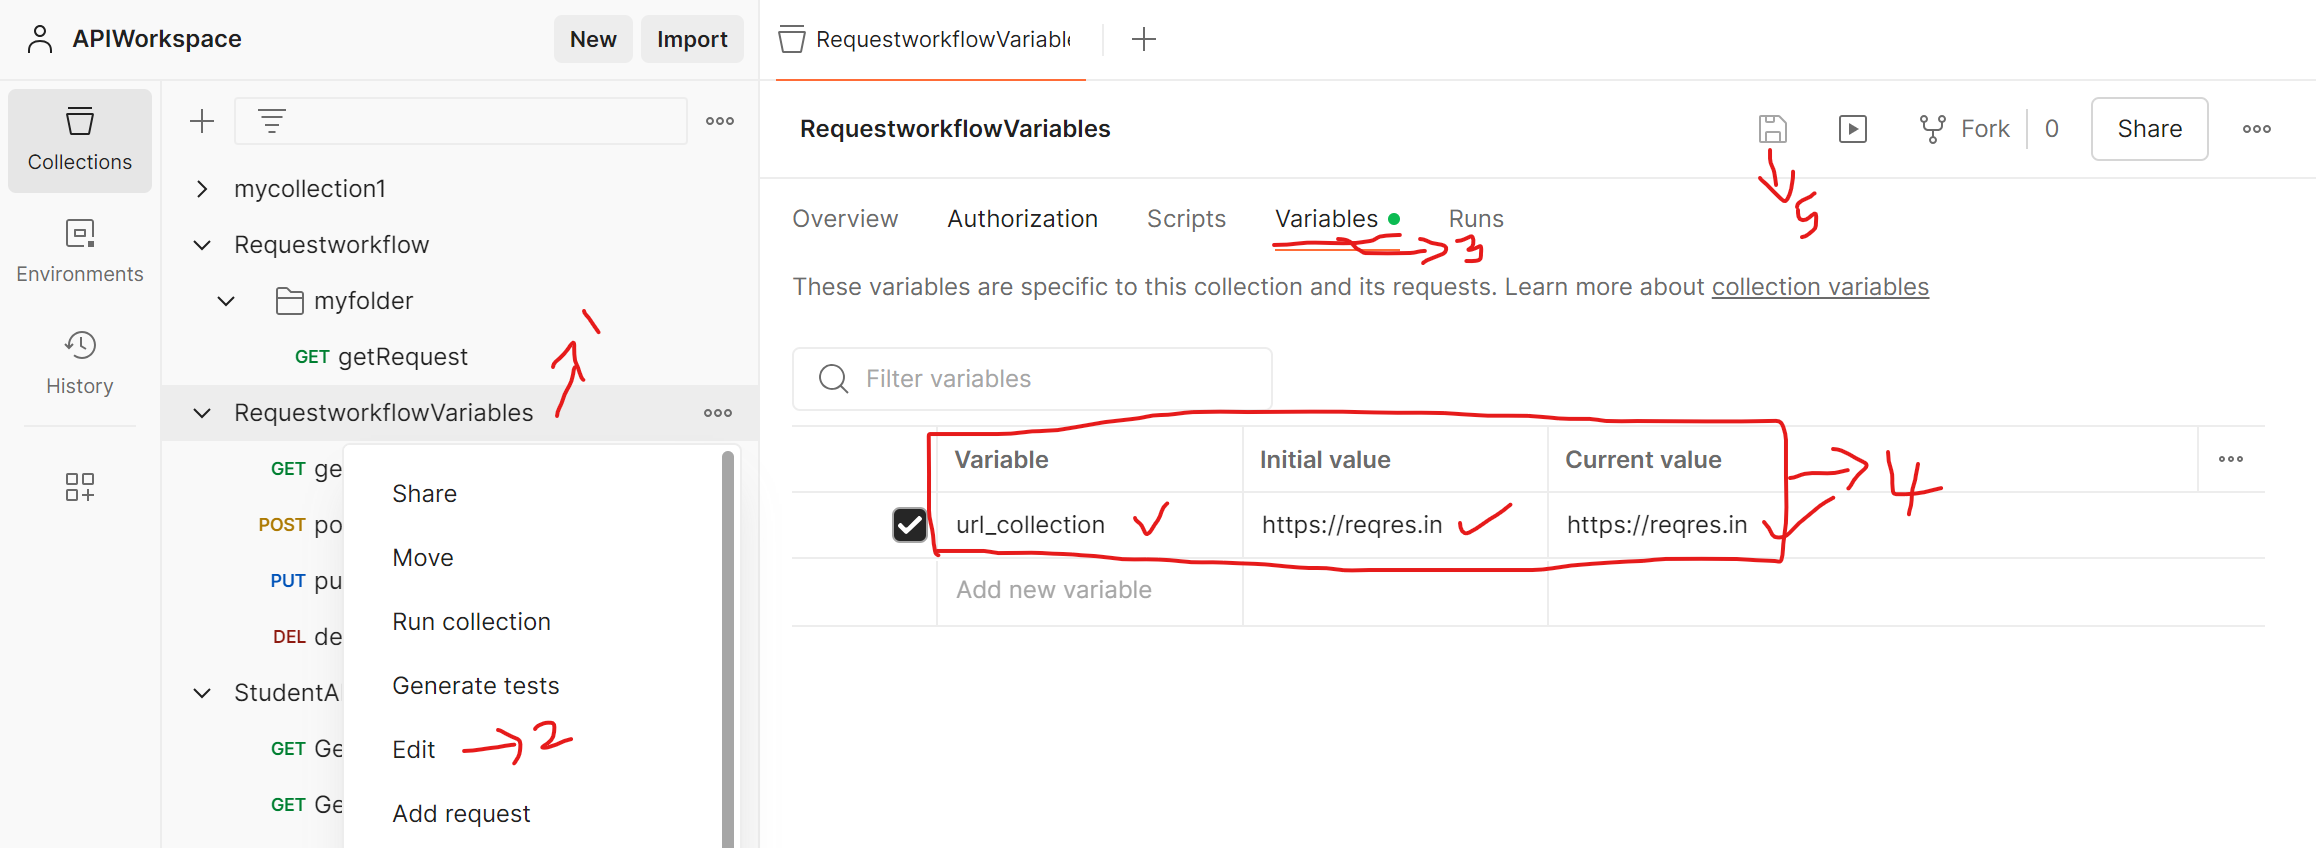 APIWorkspace
New
Import
RequestworkflowVariable
Collections
Environments
History
mycollection1
Requestworkflow
myfolder
GET getRequest
1
RequestworkflowVariables
GET ge
POST po
PUT pu
DEL de
StudentA
GET Ge
GET Ge
Share
Move
Run collection
Generate tests
Edit
2
Add request
RequestworkflowVariables
Fork 0
Share
5
Overview
Authorization
Scripts
Variables
Runs
3
These variables are specific to this collection and its requests. Learn more about collection variables
Filter variables
Variable
Initial value
Current value
4
url_collection
https://reqres.in
https://reqres.in
Add new variable